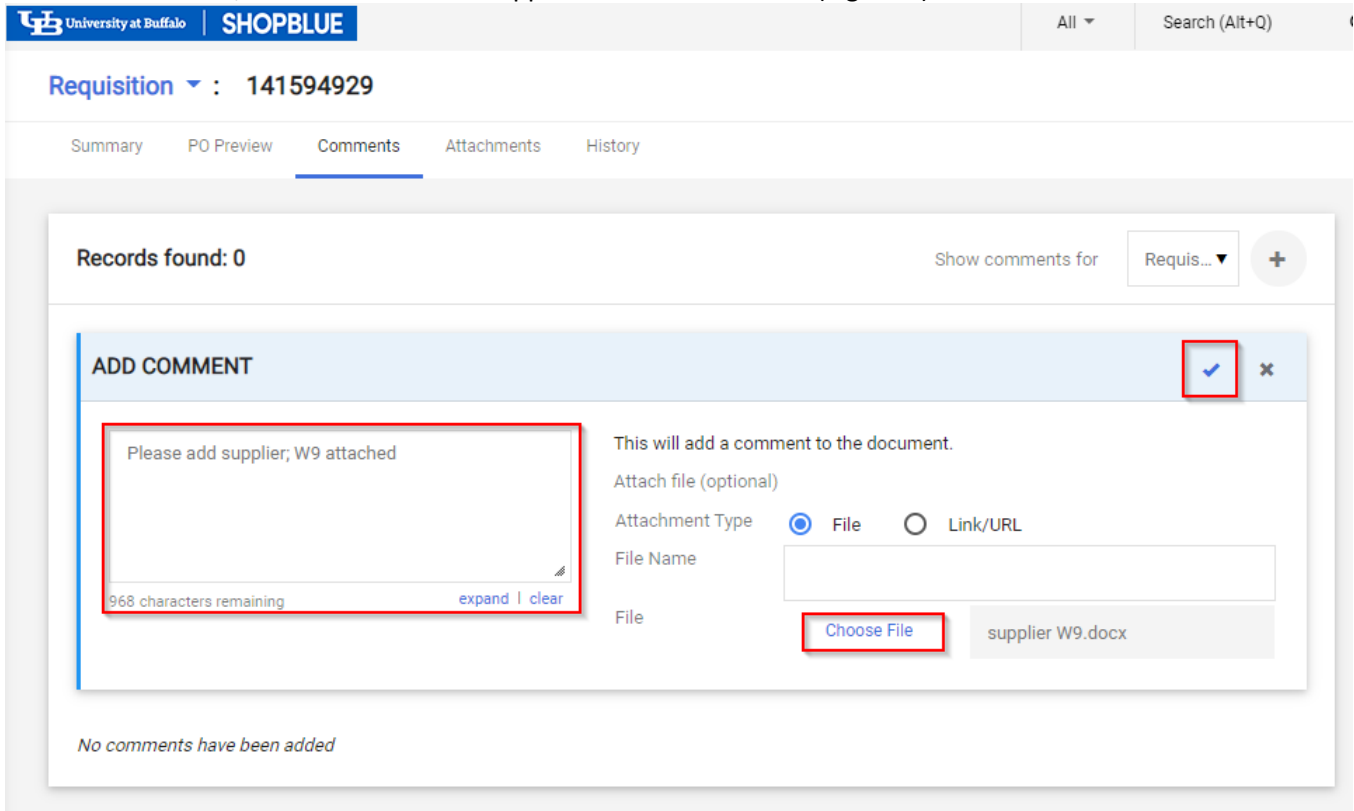 University at Buffalo SHOPBLUE All Search (Alt+Q)
Requisition : 141594929
Summary PO Preview Comments Attachments History
Records found: 0 Show comments for Requis...
ADD COMMENT
Please add supplier; W9 attached
968 characters remaining expand | clear
This will add a comment to the document.
Attach file (optional)
Attachment Type File Link/URL
File Name
File Choose File supplier W9.docx
No comments have been added